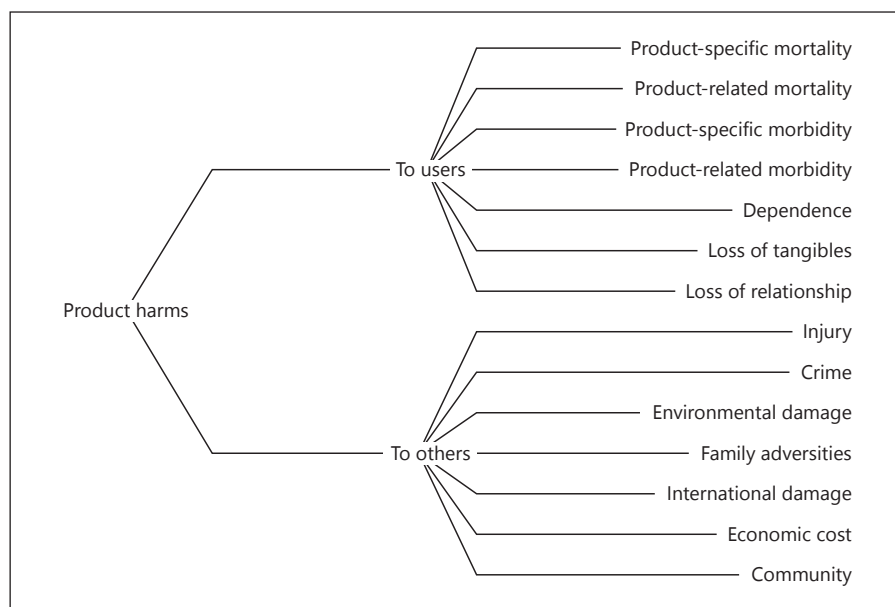 Product-specific mortality
Product-related mortality
Product-specific morbidity
To users
Product-related morbidity
Dependence
Loss of tangibles
Loss of relationship
Product harms
Injury
Crime
Environmental damage
To others
Family adversities
International damage
Economic cost
Community